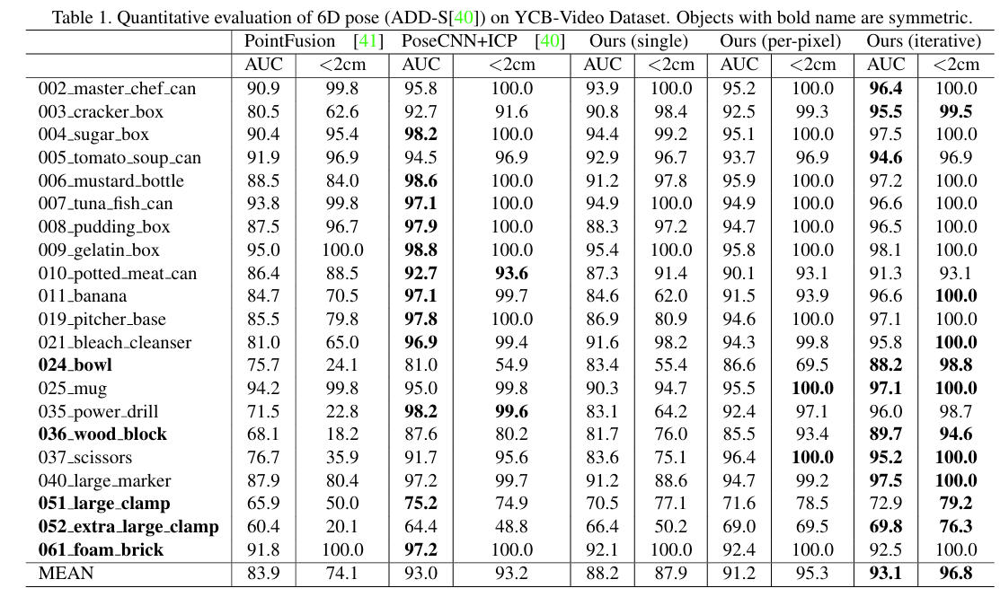 Table 1. Quantitative evaluation of 6D pose (ADD-S[40]) on YCB-Video Dataset. Objects with bold name are symmetric.
PointFusion [41] PoseCNN+ICP [40] Ours (single) Ours (per-pixel) Ours (iterative)
AUC <2cm AUC <2cm AUC <2cm AUC <2cm AUC <2cm
002_master_chef_can 90.9 99.8 95.8 100.0 93.9 100.0 95.2 100.0 96.4 100.0
003_cracker_box 80.5 62.6 92.7 91.6 90.8 98.4 92.5 99.3 95.5 99.5
004_sugar_box 90.4 95.4 98.2 100.0 94.4 99.2 95.1 100.0 97.5 100.0
005_tomato_soup_can 91.9 96.9 94.5 96.9 92.9 96.7 93.7 96.9 94.6 96.9
006_mustard_bottle 88.5 84.0 98.6 100.0 91.2 97.8 95.9 100.0 97.2 100.0
007_tuna_fish_can 93.8 99.8 97.1 100.0 94.9 100.0 94.9 100.0 96.6 100.0
008_pudding_box 87.5 96.7 97.9 100.0 88.3 97.2 94.7 100.0 96.5 100.0
009_gelatin_box 95.0 100.0 98.8 100.0 95.4 100.0 95.8 100.0 98.1 100.0
010_potted_meat_can 86.4 88.5 92.7 93.6 87.3 91.4 90.1 93.1 91.3 93.1
011_banana 84.7 70.5 97.1 99.7 84.6 62.0 91.5 93.9 96.6 100.0
019_pitcher_base 85.5 79.8 97.8 100.0 86.9 80.9 94.6 100.0 97.1 100.0
021_bleach_cleanser 81.0 65.0 96.9 99.4 91.6 98.2 94.3 99.8 95.8 100.0
024_bowl 75.7 24.1 81.0 54.9 83.4 55.4 86.6 69.5 88.2 98.8
025_mug 94.2 99.8 95.0 99.8 90.3 94.7 95.5 100.0 97.1 100.0
035_power_drill 71.5 22.8 98.2 99.6 83.1 64.2 92.4 97.1 96.0 98.7
036_wood_block 68.1 18.2 87.6 80.2 81.7 76.0 85.5 93.4 89.7 94.6
037_scissors 76.7 35.9 91.7 95.6 83.6 75.1 96.4 100.0 95.2 100.0
040_large_marker 87.9 80.4 97.2 99.7 91.2 88.6 94.7 99.2 97.5 100.0
051_large_clamp 65.9 50.0 75.2 74.9 70.5 77.1 71.6 78.5 72.9 79.2
052_extra_large_clamp 60.4 20.1 64.4 48.8 66.4 50.2 69.0 69.5 69.8 76.3
061_foam_brick 91.8 100.0 97.2 100.0 92.1 100.0 92.4 100.0 92.5 100.0
MEAN 83.9 74.1 93.0 93.2 88.2 87.9 91.2 95.3 93.1 96.8